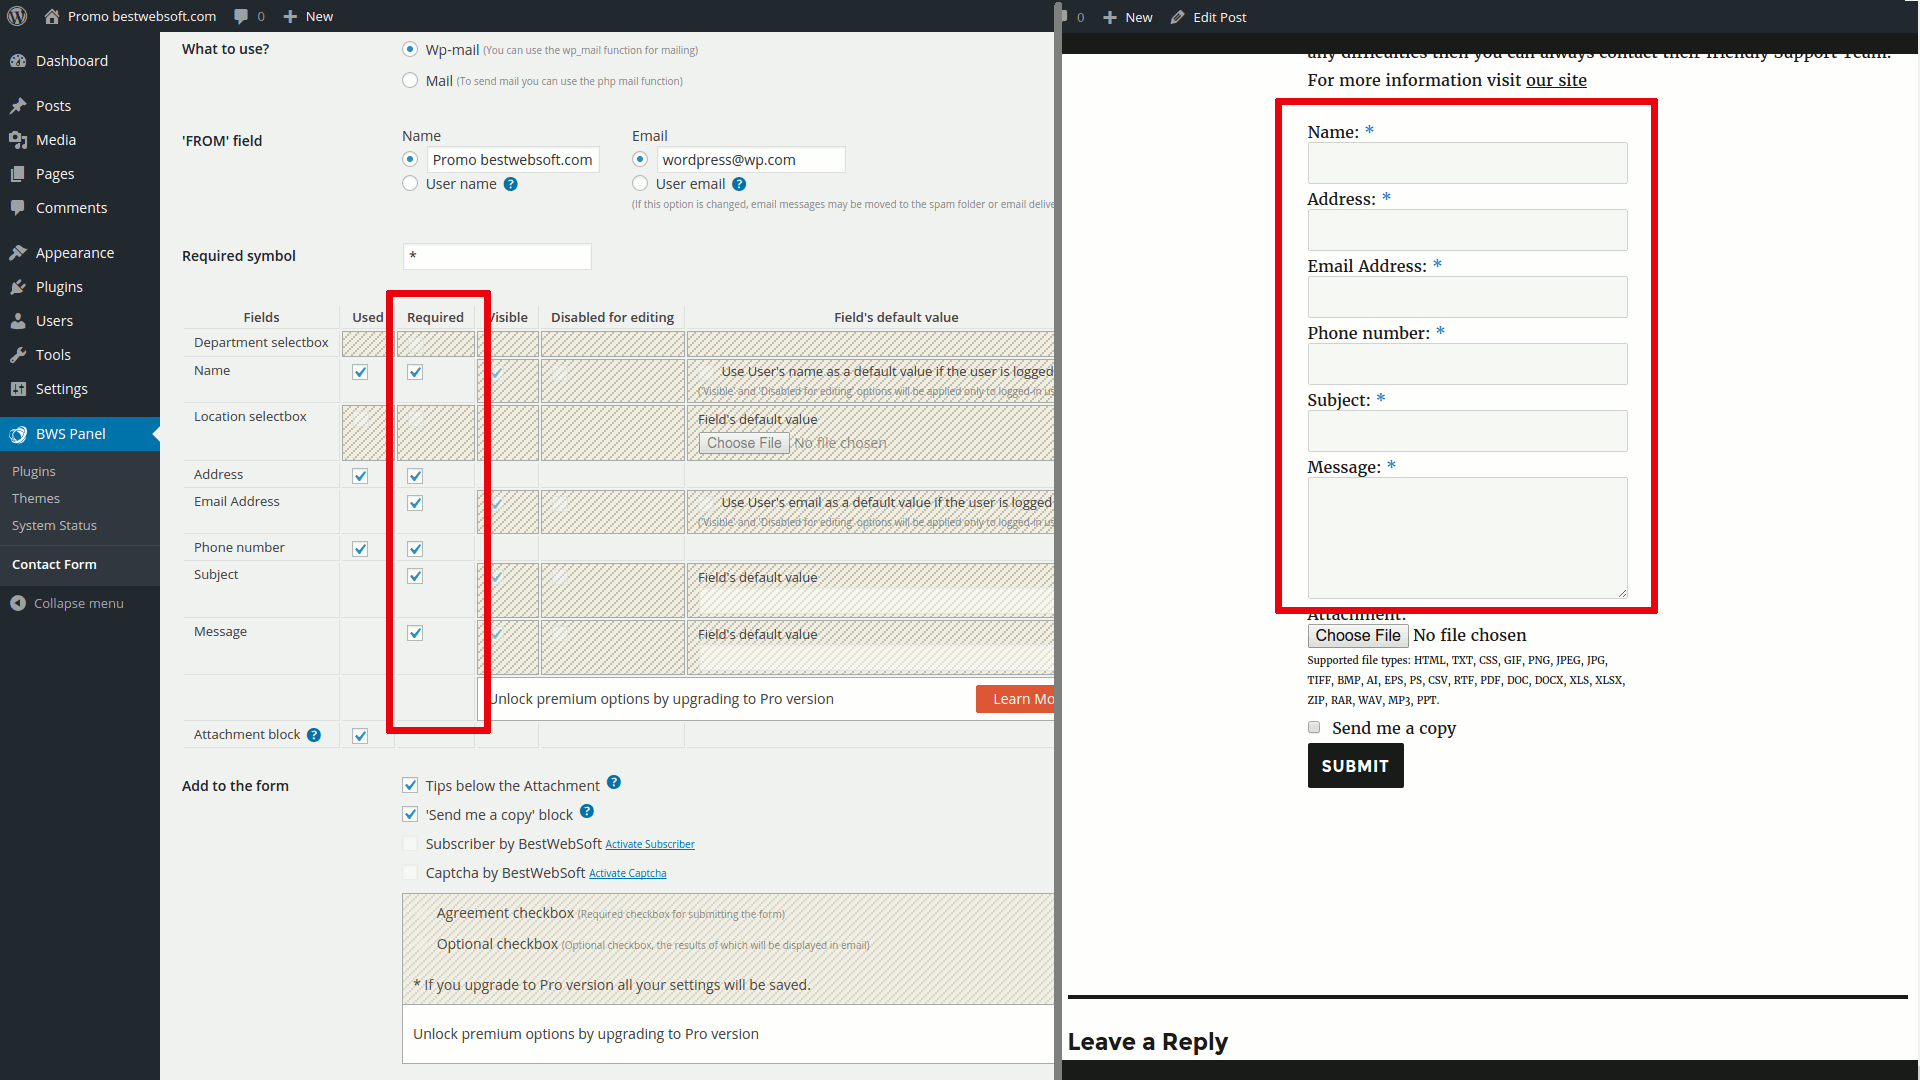 Promo bestwebsoft.com 0 New
Dashboard
Posts
Media
Pages
Comments
Appearance
Plugins
Users
Tools
Settings
BWS Panel
Plugins
Themes
System Status
Contact Form
Collapse menu
What to use?
Wp-mail (You can use the wp_mail function for mailing)
Mail (To send mail you can use the php mail function)
'FROM' field
Name Email
Promo bestwebsoft.com wordpress@wp.com
User name ? User email ?
(If this option is changed, email messages may be moved to the spam folder or email delive
Required symbol
*
Fields Used Required Visible Disabled for editing Field's default value
Department selectbox
Name Use User's name as a default value if the user is logged
('Visible' and 'Disabled for editing' options will be applied only to logged-in us
Location selectbox Field's default value
Choose File No file chosen
Address
Email Address Use User's email as a default value if the user is logged
('Visible' and 'Disabled for editing' options will be applied only to logged-in us
Phone number
Subject Field's default value
Message Field's default value
Unlock premium options by upgrading to Pro version Learn Mo
Attachment block ?
Add to the form
Tips below the Attachment ?
'Send me a copy' block ?
Subscriber by BestWebSoft Activate Subscriber
Captcha by BestWebSoft Activate Captcha
Agreement checkbox (Required checkbox for submitting the form)
Optional checkbox (Optional checkbox, the results of which will be displayed in email)
* If you upgrade to Pro version all your settings will be saved.
Unlock premium options by upgrading to Pro version
0 New Edit Post
any difficulties then you can always contact their friendly Support Team.
For more information visit our site
Name: *
Address: *
Email Address: *
Phone number: *
Subject: *
Message: *
Attachment:
Choose File No file chosen
Supported file types: HTML, TXT, CSS, GIF, PNG, JPEG, JPG,
TIFF, BMP, AI, EPS, PS, CSV, RTF, PDF, DOC, DOCX, XLS, XLSX,
ZIP, RAR, WAV, MP3, PPT.
Send me a copy
SUBMIT
Leave a Reply